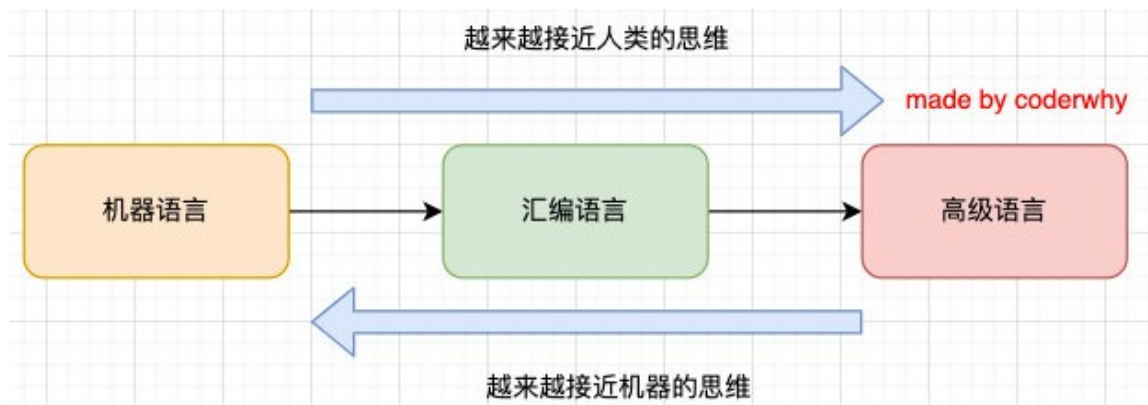 越来越接近人类的思维
made by coderwhy
机器语言
汇编语言
高级语言
越来越接近机器的思维